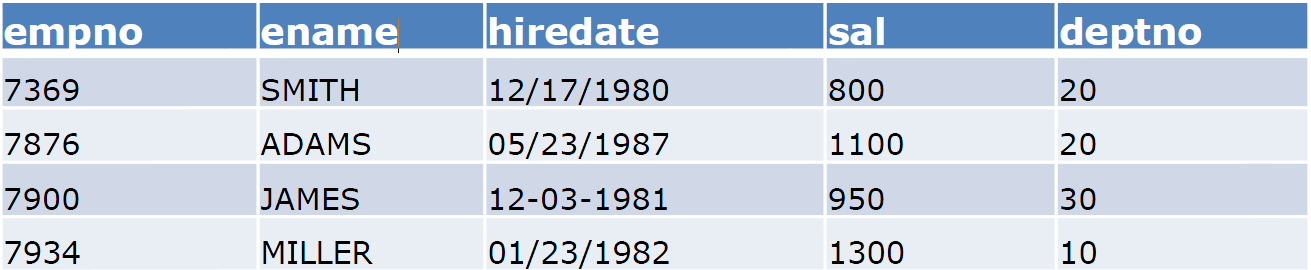 empno ename hiredate sal deptno
7369 SMITH 12/17/1980 800 20
7876 ADAMS 05/23/1987 1100 20
7900 JAMES 12-03-1981 950 30
7934 MILLER 01/23/1982 1300 10